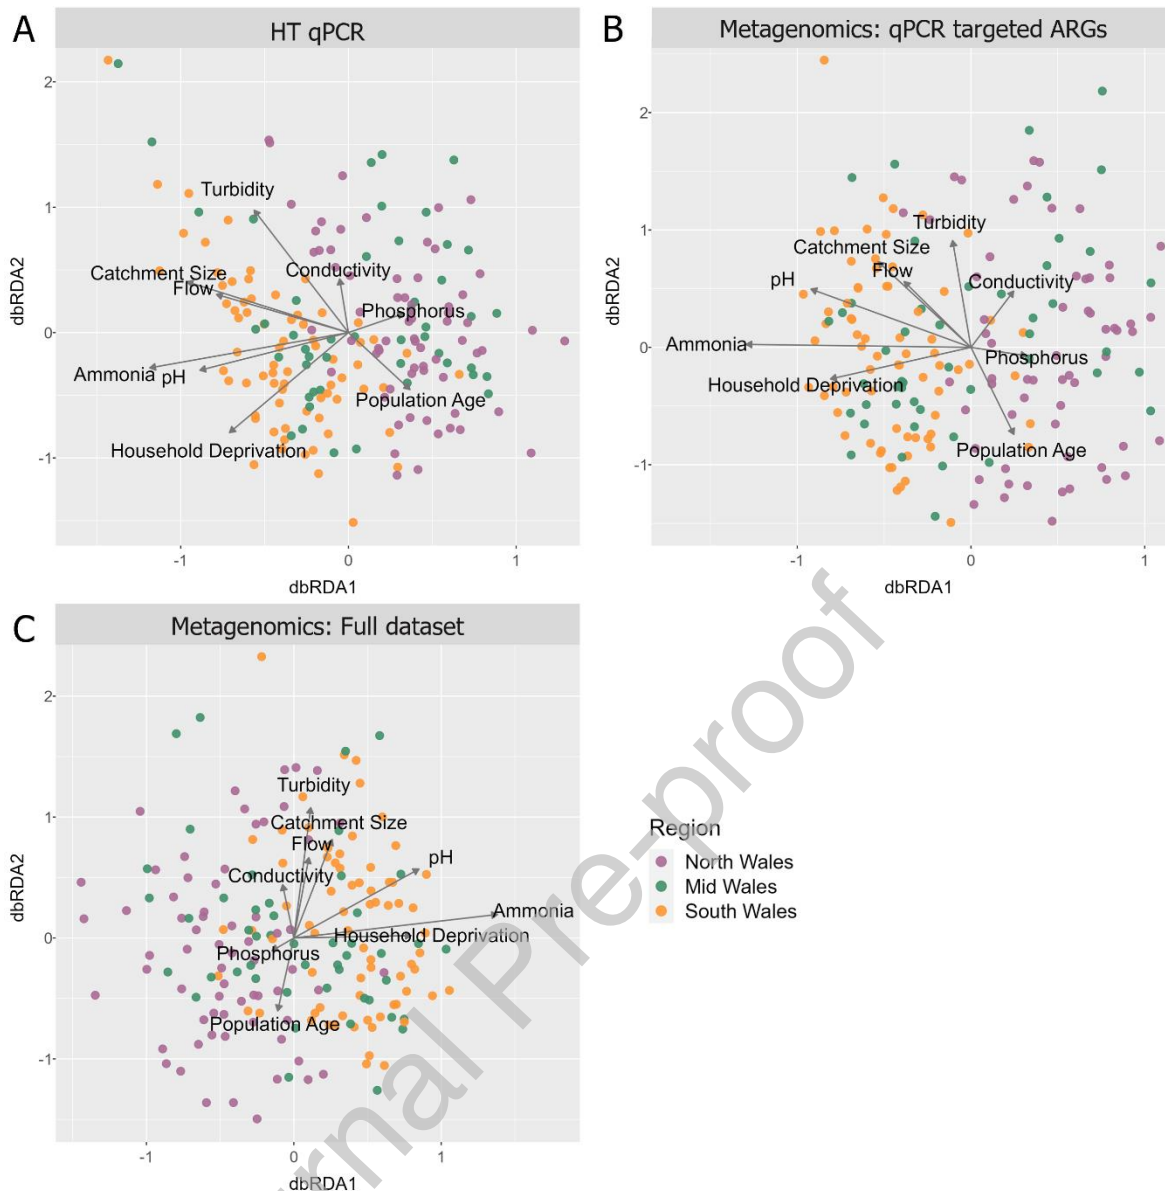 A
HT qPCR
dbRDA2
2
1
0
-1
Turbidity
Catchment Size
Flow
Conductivity
Phosphorus
Ammonia
pH
Population Age
Household Deprivation
-1
0
1
dbRDA1
B
Metagenomics: qPCR targeted ARGs
dbRDA2
2
1
0
-1
Turbidity
Catchment Size
Flow
pH
Conductivity
Ammonia
Phosphorus
Household Deprivation
Population Age
-1
0
1
dbRDA1
C
Metagenomics: Full dataset
dbRDA2
2
1
0
-1
Turbidity
Catchment Size
Flow
pH
Conductivity
Ammonia
Household Deprivation
Phosphorus
Population Age
-1
0
1
dbRDA1
Region
North Wales
Mid Wales
South Wales
rnal Pre-proof